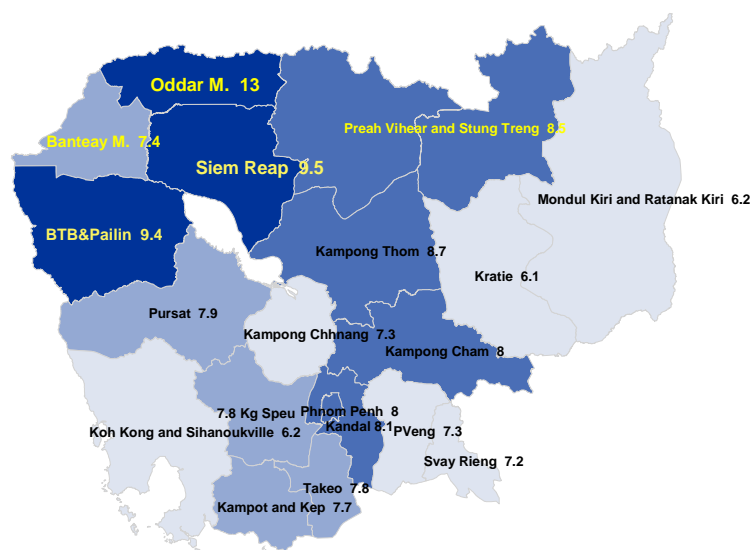 Oddar M. 13
Banteay M. 7.4
Preah Vihear and Stung Treng 8.5
Siem Reap 9.5
Mondul Kiri and Ratanak Kiri 6.2
BTB&Pailin 9.4
Kampong Thom 8.7
Kratie 6.1
Pursat 7.9
Kampong Chhnang 7.3
Kampong Cham 8
7.8 Kg Speu
Phnom Penh 8
Kandal 8.1
Koh Kong and Sihanoukville 6.2
PVeng 7.3
Svay Rieng 7.2
Takeo 7.8
Kampot and Kep 7.7